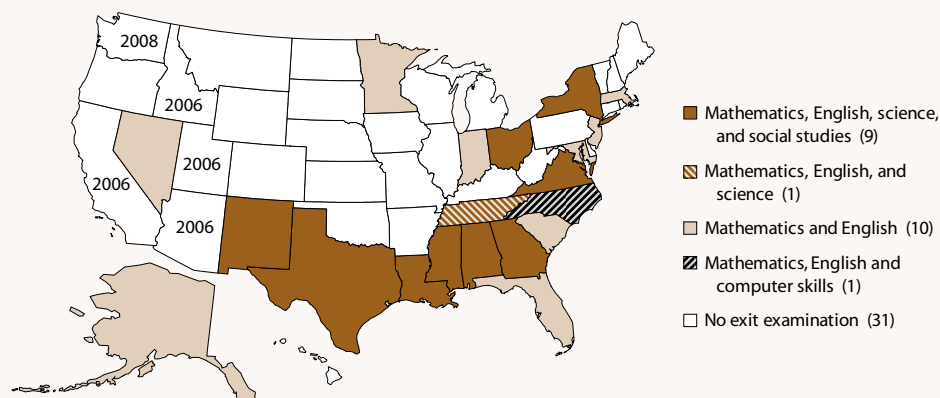 2008
2006
2006
2006
2006
Mathematics, English, science,
and social studies (9)
Mathematics, English, and
science (1)
Mathematics and English (10)
Mathematics, English and
computer skills (1)
No exit examination (31)